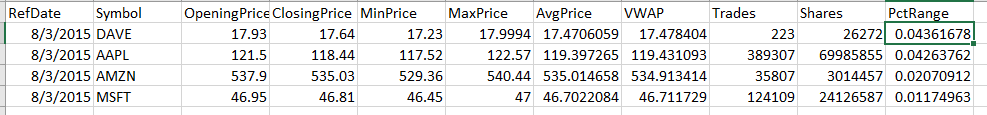 RefDate Symbol OpeningPrice ClosingPrice MinPrice MaxPrice AvgPrice VWAP Trades Shares PctRange
8/3/2015 DAVE 17.93 17.64 17.23 17.9994 17.4706059 17.478404 223 26272 0.04361678
8/3/2015 AAPL 121.5 118.44 117.52 122.57 119.397265 119.431093 389307 69985855 0.04263762
8/3/2015 AMZN 537.9 535.03 529.36 540.44 535.014658 534.913414 35807 3014457 0.02070912
8/3/2015 MSFT 46.95 46.81 46.45 47 46.7022084 46.711729 124109 24126587 0.01174963